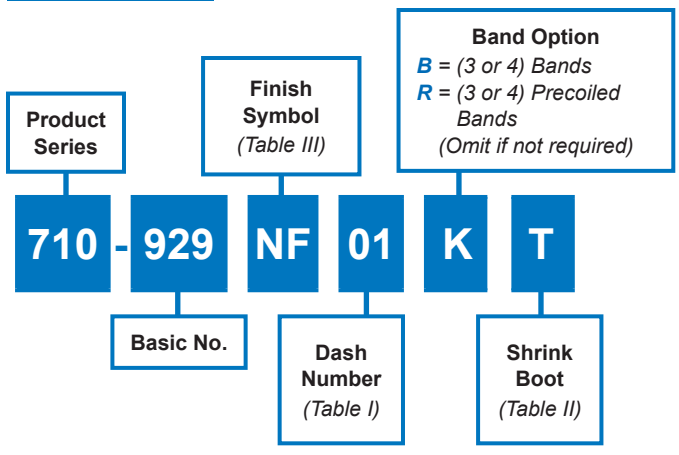 Band Option
B = (3 or 4) Bands
R = (3 or 4) Precoiled
Bands
(Omit if not required)
Finish
Symbol
(Table III)
Product
Series
710 - 929 NF 01 K T
Basic No.
Dash
Number
(Table I)
Shrink
Boot
(Table II)